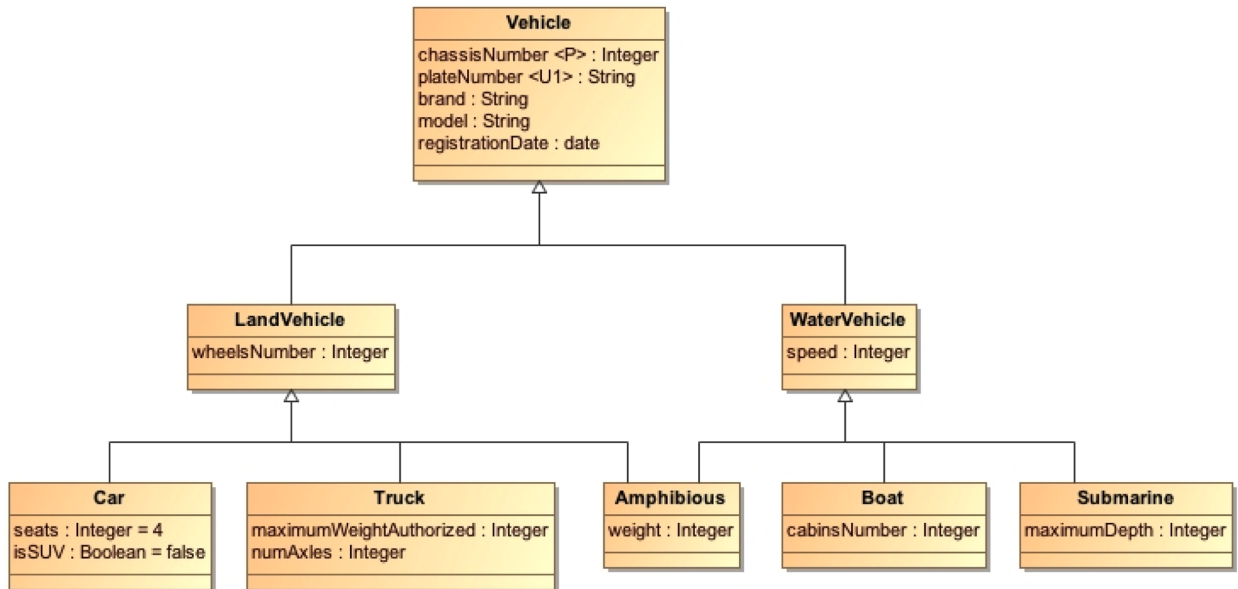 Vehicle
chassisNumber <P> : Integer
plateNumber <U1> : String
brand : String
model : String
registrationDate : date
LandVehicle
wheelsNumber : Integer
WaterVehicle
speed : Integer
Car
seats : Integer = 4
isSUV : Boolean = false
Truck
maximumWeightAuthorized : Integer
numAxles : Integer
Amphibious
weight : Integer
Boat
cabinsNumber : Integer
Submarine
maximumDepth : Integer